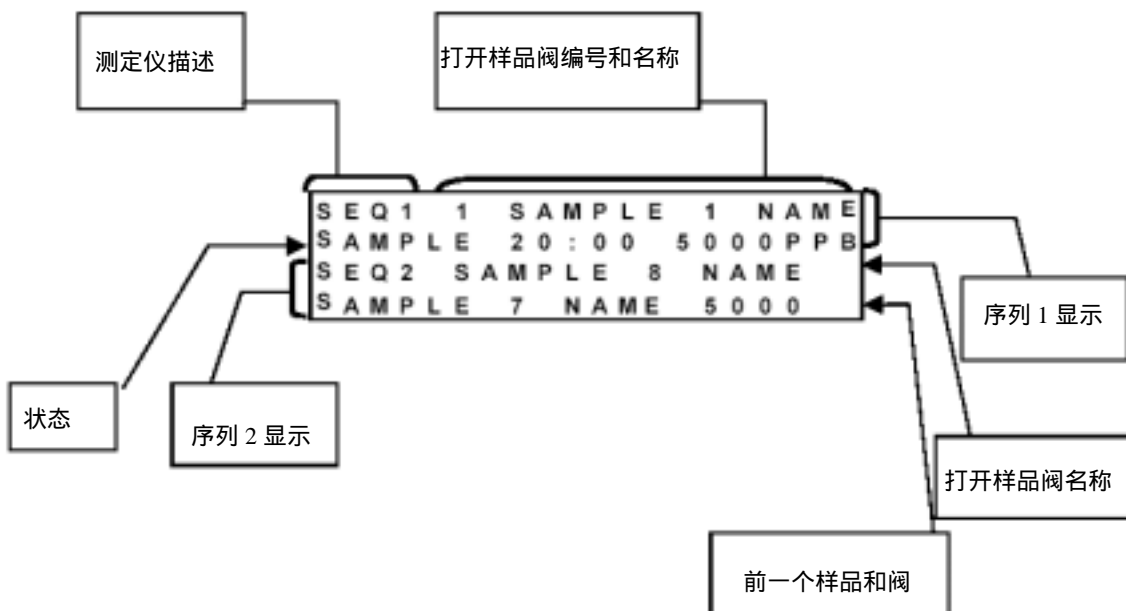 测定仪描述
打开样品阀编号和名称
SEQ1 1 SAMPLE 1 NAME
SAMPLE 20:00 5000PPB
SEQ2 SAMPLE 8 NAME
SAMPLE 7 NAME 5000
序列 1 显示
状态
序列 2 显示
打开样品阀名称
前一个样品和阀